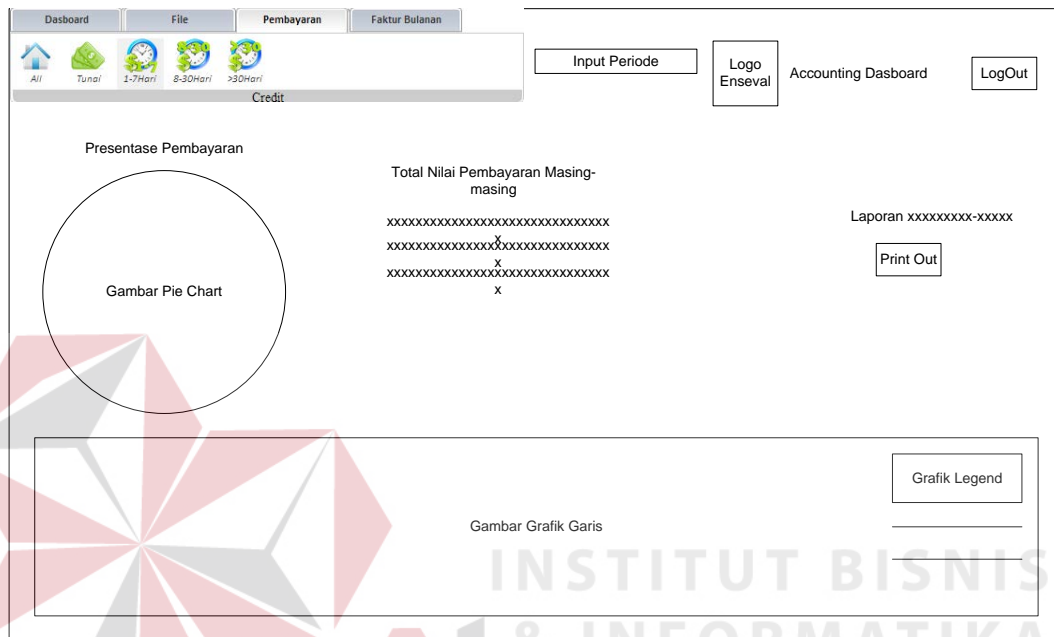 Dasboard
File
Pembayaran
Faktur Bulanan
All
Tunai
1-7Hari
8-30Hari
>30Hari
Credit
Input Periode
Logo
Enseval
Accounting Dasboard
LogOut
Presentase Pembayaran
Gambar Pie Chart
Total Nilai Pembayaran Masing-
masing
xxxxxxxxxxxxxxxxxxxxxxxxxxxxxxx
x
xxxxxxxxxxxxxxxxxxxxxxxxxxxxxxx
x
xxxxxxxxxxxxxxxxxxxxxxxxxxxxxxx
x
Laporan xxxxxxxxx-xxxxx
Print Out
Grafik Legend
Gambar Grafik Garis
INSTITUT BISNIS
& INFORMATIKA